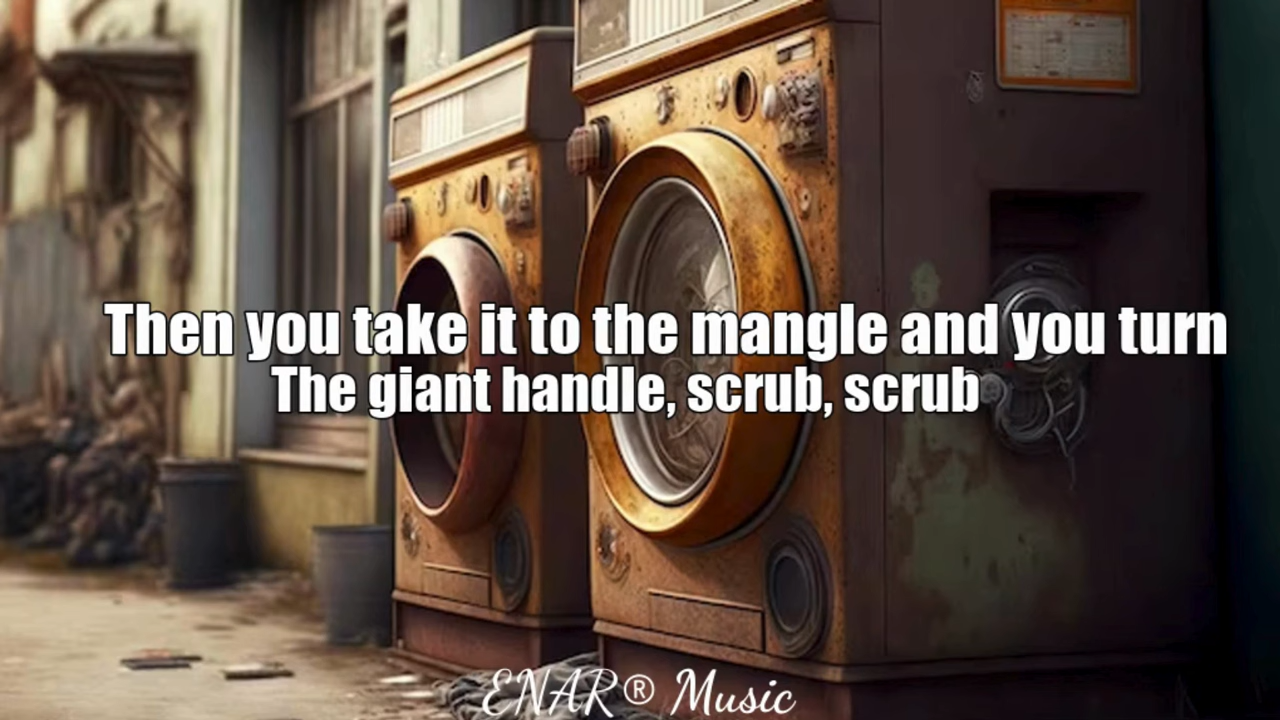 Then you take it to the mangle and you turn
The giant handle, scrub, scrub
ENAR® Music